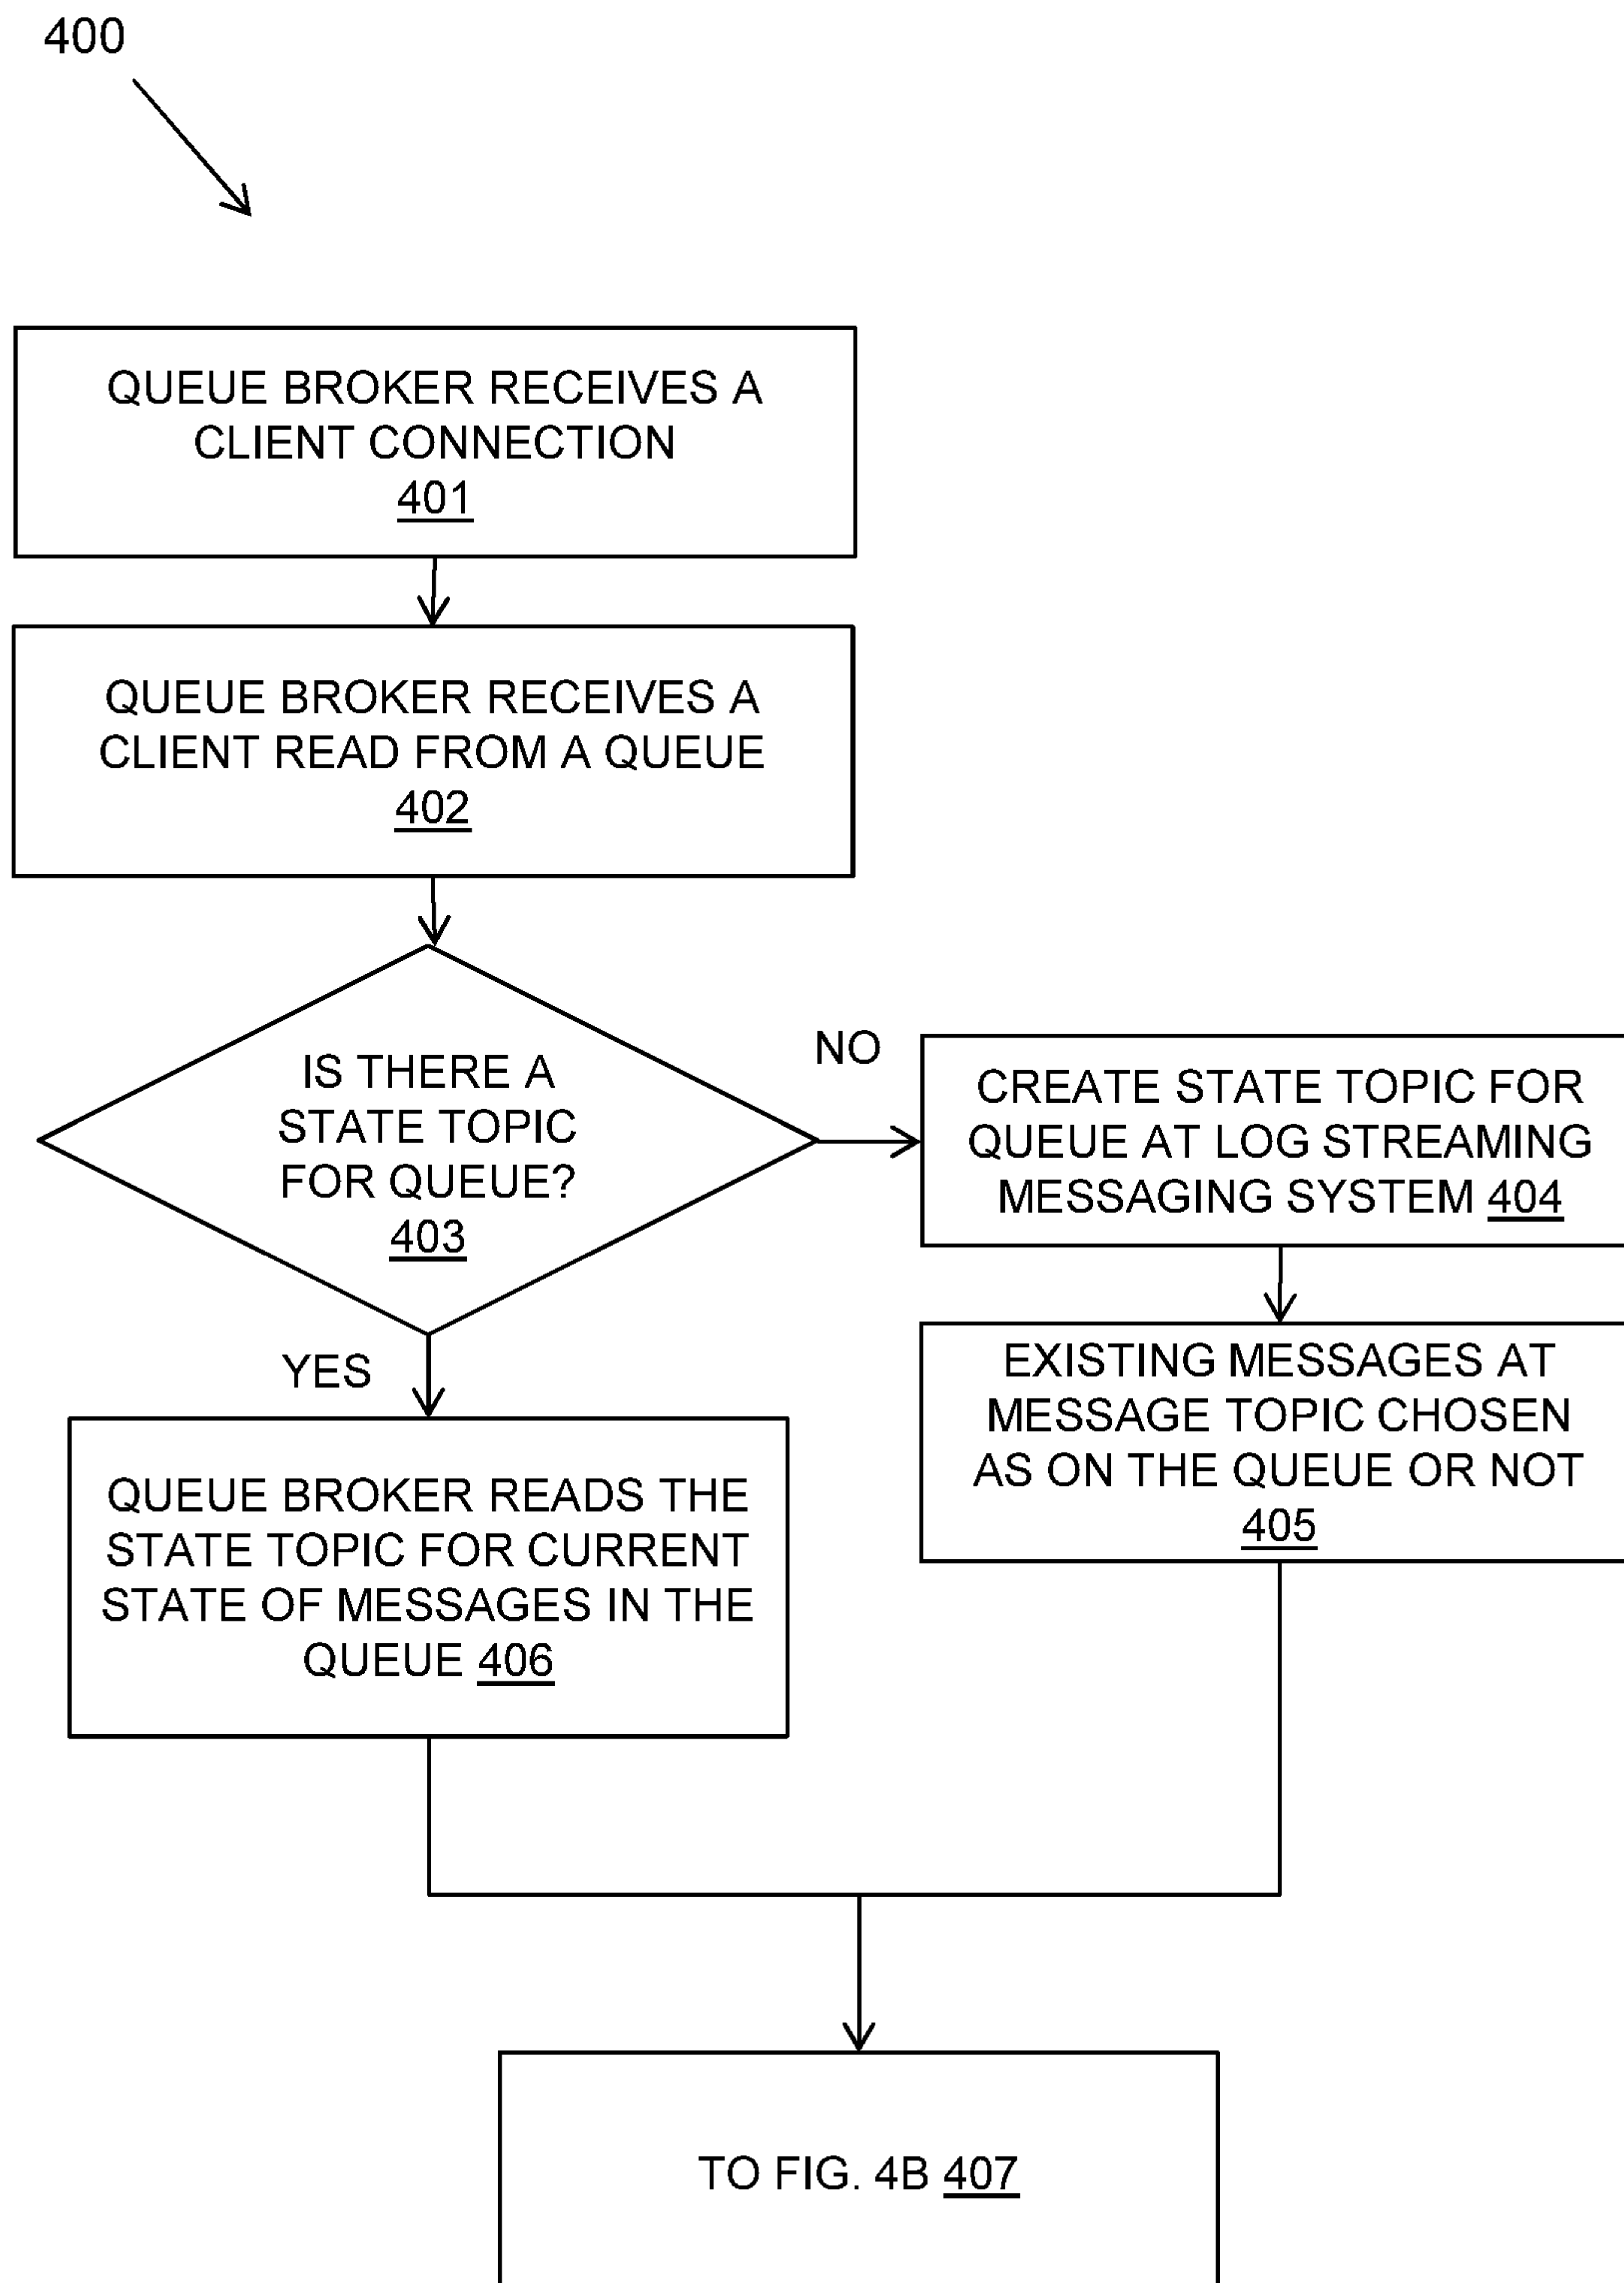 400
QUEUE BROKER RECEIVES A
CLIENT CONNECTION
401
QUEUE BROKER RECEIVES A
CLIENT READ FROM A QUEUE
402
IS THERE A
STATE TOPIC
FOR QUEUE?
403
NO
CREATE STATE TOPIC FOR
QUEUE AT LOG STREAMING
MESSAGING SYSTEM 404
EXISTING MESSAGES AT
MESSAGE TOPIC CHOSEN
AS ON THE QUEUE OR NOT
405
YES
QUEUE BROKER READS THE
STATE TOPIC FOR CURRENT
STATE OF MESSAGES IN THE
QUEUE 406
TO FIG. 4B 407